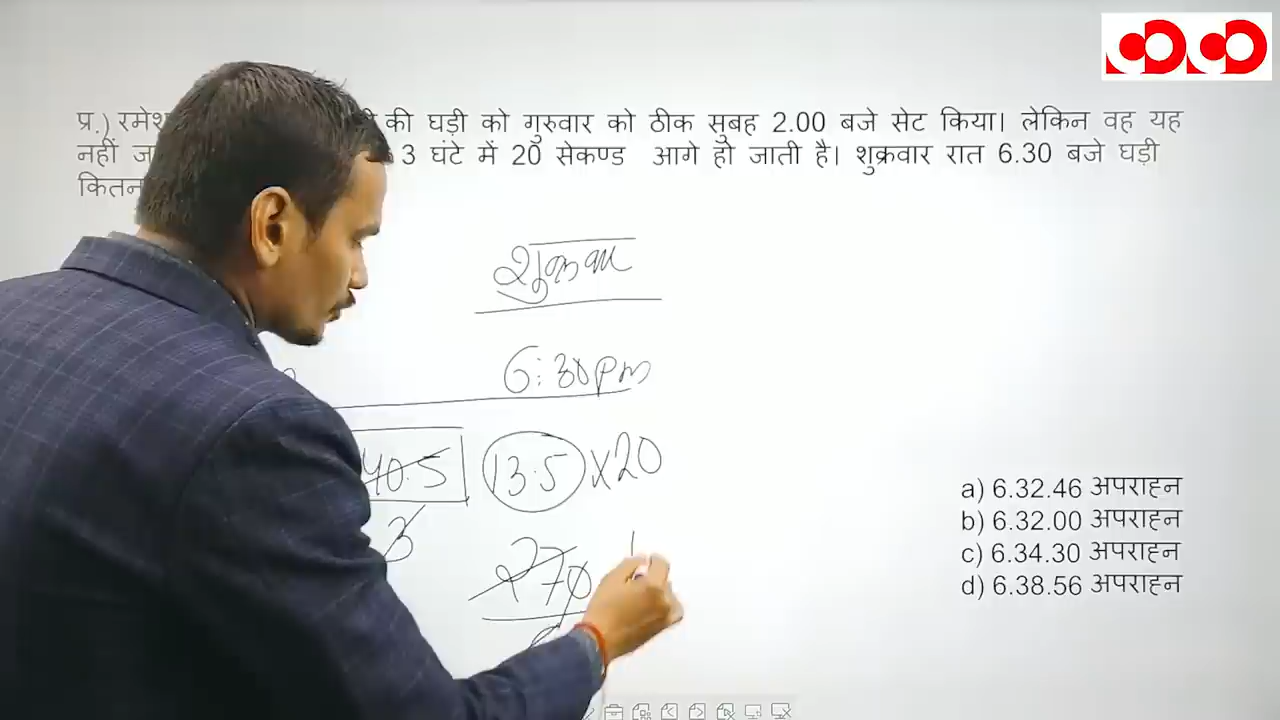 प्र.) रमेश की घड़ी को गुरुवार को ठीक सुबह 2.00 बजे सेट किया। लेकिन वह यह
नहीं 3 घंटे में 20 सेकण्ड आगे हो जाती है। शुक्रवार रात 6.30 बजे घड़ी
6:30pm
40.5 13.5 x 20
3
270
a) 6.32.46 अपराह्न
b) 6.32.00 अपराह्न
c) 6.34.30 अपराह्न
d) 6.38.56 अपराह्न